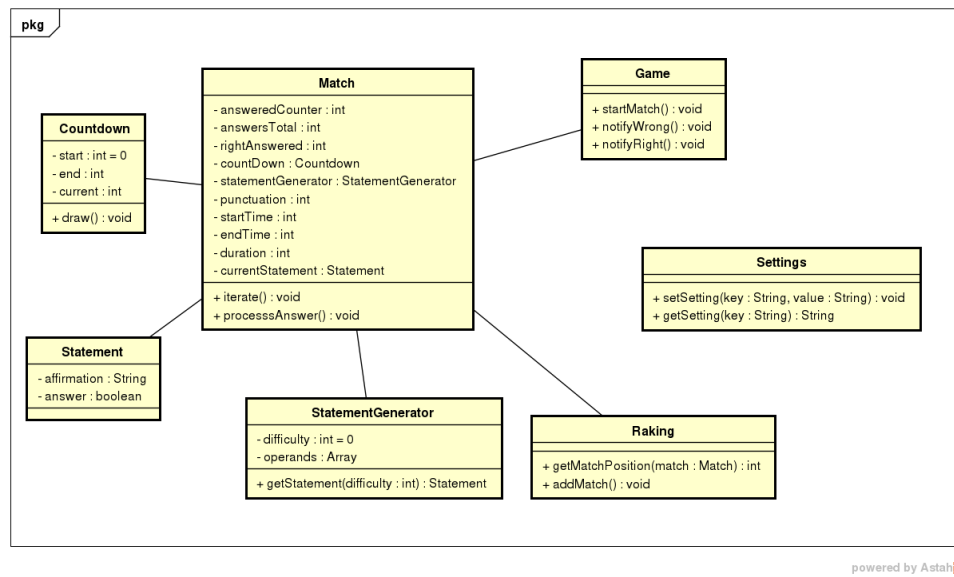 pkg
Match
- answeredCounter : int
- answersTotal : int
- rightAnswered : int
- countDown : Countdown
- statementGenerator : StatementGenerator
- punctuation : int
- startTime : int
- endTime : int
- duration : int
- currentStatement : Statement
+ iterate() : void
+ processsAnswer() : void
Game
+ startMatch() : void
+ notifyWrong() : void
+ notifyRight() : void
Countdown
- start : int = 0
- end : int
- current : int
+ draw() : void
Settings
+ setSetting(key : String, value : String) : void
+ getSetting(key : String) : String
Statement
- affirmation : String
- answer : boolean
StatementGenerator
- difficulty : int = 0
- operands : Array
+ getStatement(difficulty : int) : Statement
Raking
+ getMatchPosition(match : Match) : int
+ addMatch() : void
powered by Astah